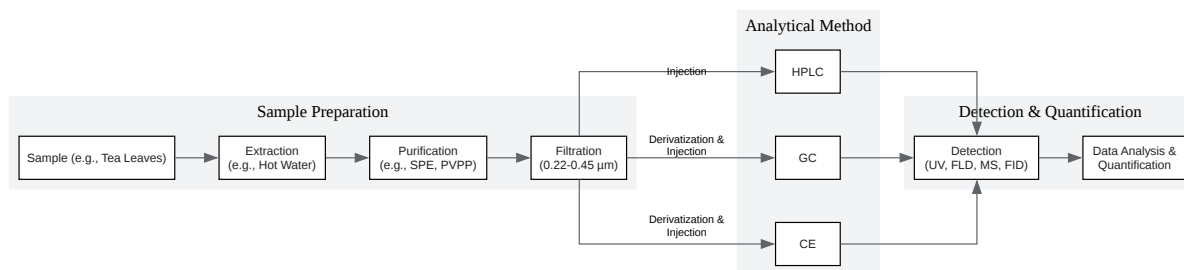 Sample Preparation
Sample (e.g., Tea Leaves)
Extraction
(e.g., Hot Water)
Purification
(e.g., SPE, PVPP)
Filtration
(0.22-0.45 µm)
Injection
Derivatization &
Injection
Derivatization &
Injection
Analytical Method
HPLC
GC
CE
Detection & Quantification
Detection
(UV, FLD, MS, FID)
Data Analysis &
Quantification